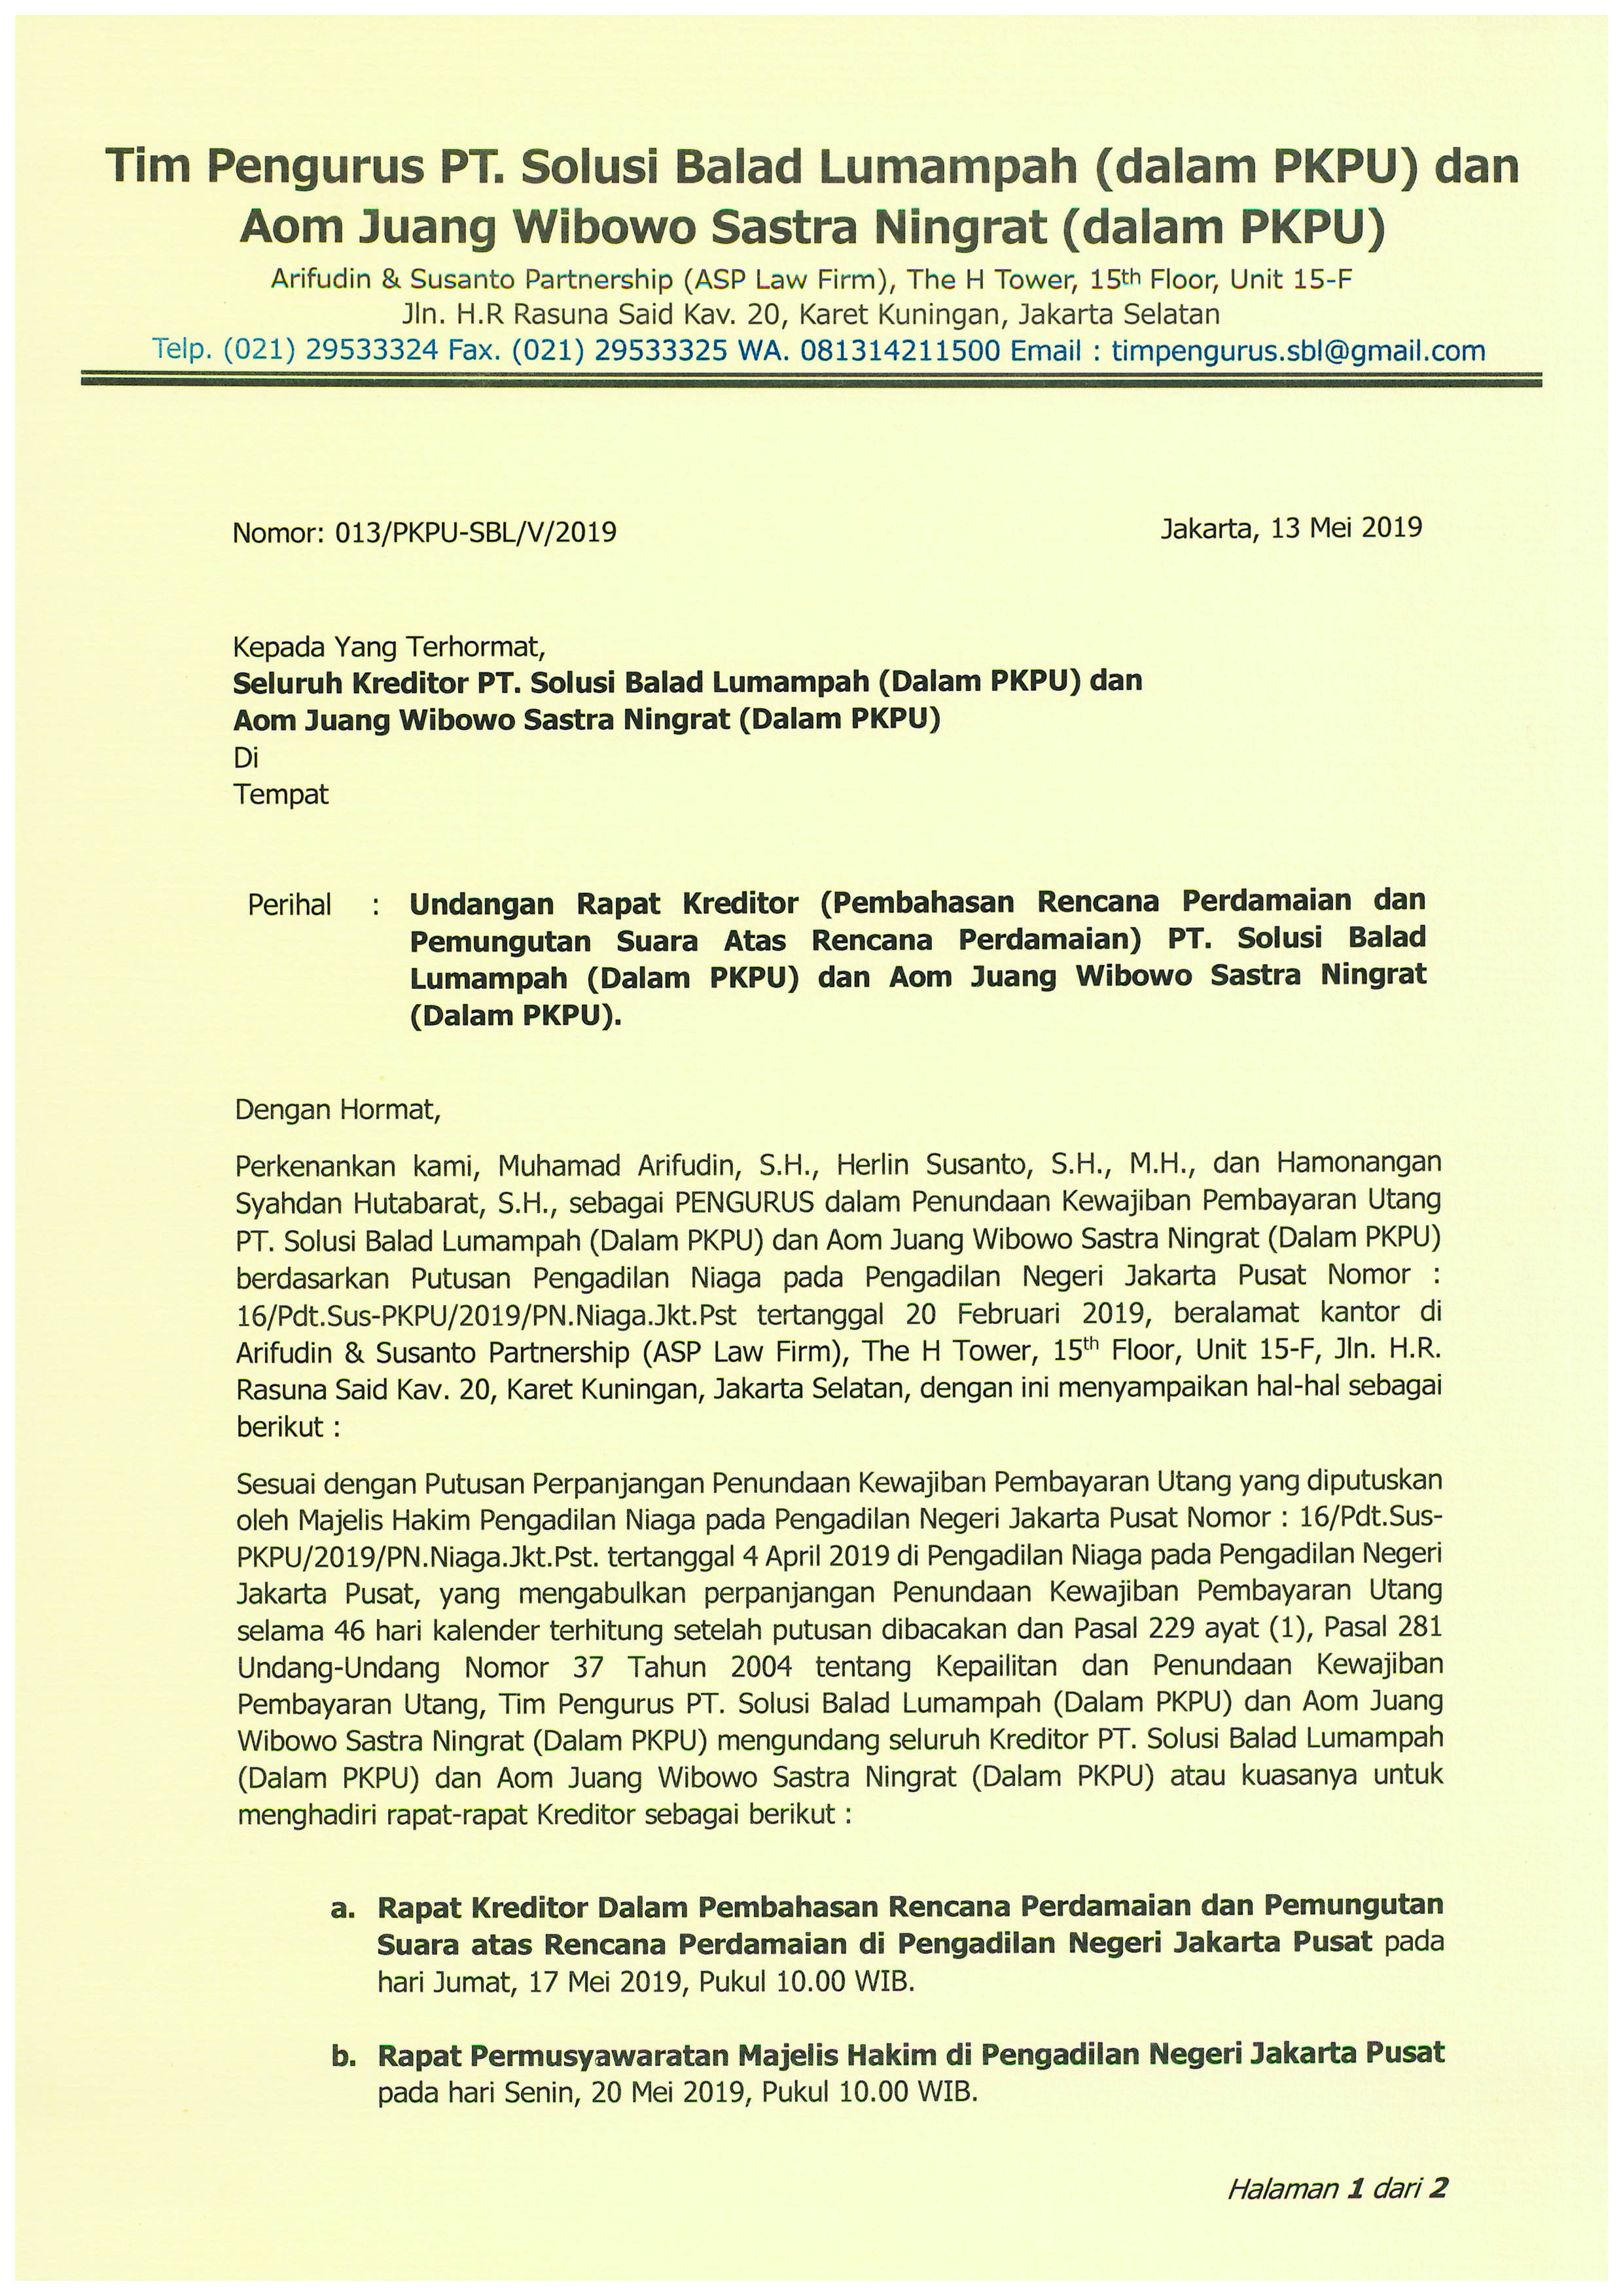 Tim Pengurus PT. Solusi Balad Lumampah (dalam PKPU) dan
Aom Juang Wibowo Sastra Ningrat (dalam PKPU)
Arifudin & Susanto Partnership (ASP Law Firm), The H Tower, 15th Floor, Unit 15-F
Jln. H.R Rasuna Said Kav. 20, Karet Kuningan, Jakarta Selatan
Telp. (021) 29533324 Fax. (021) 29533325 WA. 081314211500 Email : timpengurus.sbl@gmail.com
Nomor: 013/PKPU-SBL/V/2019
Jakarta, 13 Mei 2019
Kepada Yang Terhormat,
Seluruh Kreditor PT. Solusi Balad Lumampah (Dalam PKPU) dan
Aom Juang Wibowo Sastra Ningrat (Dalam PKPU)
Di
Tempat
Perihal : Undangan Rapat Kreditor (Pembahasan Rencana Perdamaian dan
Pemungutan Suara Atas Rencana Perdamaian) PT. Solusi Balad
Lumampah (Dalam PKPU) dan Aom Juang Wibowo Sastra Ningrat
(Dalam PKPU).
Dengan Hormat,
Perkenankan kami, Muhamad Arifudin, S.H., Herlin Susanto, S.H., M.H., dan Hamonangan
Syahdan Hutabarat, S.H., sebagai PENGURUS dalam Penundaan Kewajiban Pembayaran Utang
PT. Solusi Balad Lumampah (Dalam PKPU) dan Aom Juang Wibowo Sastra Ningrat (Dalam PKPU)
berdasarkan Putusan Pengadilan Niaga pada Pengadilan Negeri Jakarta Pusat Nomor :
16/Pdt.Sus-PKPU/2019/PN.Niaga.Jkt.Pst tertanggal 20 Februari 2019, beralamat kantor di
Arifudin & Susanto Partnership (ASP Law Firm), The H Tower, 15th Floor, Unit 15-F, Jln. H.R.
Rasuna Said Kav. 20, Karet Kuningan, Jakarta Selatan, dengan ini menyampaikan hal-hal sebagai
berikut :
Sesuai dengan Putusan Perpanjangan Penundaan Kewajiban Pembayaran Utang yang diputuskan
oleh Majelis Hakim Pengadilan Niaga pada Pengadilan Negeri Jakarta Pusat Nomor : 16/Pdt.Sus-
PKPU/2019/PN.Niaga.Jkt.Pst. tertanggal 4 April 2019 di Pengadilan Niaga pada Pengadilan Negeri
Jakarta Pusat, yang mengabulkan perpanjangan Penundaan Kewajiban Pembayaran Utang
selama 46 hari kalender terhitung setelah putusan dibacakan dan Pasal 229 ayat (1), Pasal 281
Undang-Undang Nomor 37 Tahun 2004 tentang Kepailitan dan Penundaan Kewajiban
Pembayaran Utang, Tim Pengurus PT. Solusi Balad Lumampah (Dalam PKPU) dan Aom Juang
Wibowo Sastra Ningrat (Dalam PKPU) mengundang seluruh Kreditor PT. Solusi Balad Lumampah
(Dalam PKPU) dan Aom Juang Wibowo Sastra Ningrat (Dalam PKPU) atau kuasanya untuk
menghadiri rapat-rapat Kreditor sebagai berikut :
a. Rapat Kreditor Dalam Pembahasan Rencana Perdamaian dan Pemungutan
Suara atas Rencana Perdamaian di Pengadilan Negeri Jakarta Pusat pada
hari Jumat, 17 Mei 2019, Pukul 10.00 WIB.
b. Rapat Permusyawaratan Majelis Hakim di Pengadilan Negeri Jakarta Pusat
pada hari Senin, 20 Mei 2019, Pukul 10.00 WIB.
Halaman 1 dari 2